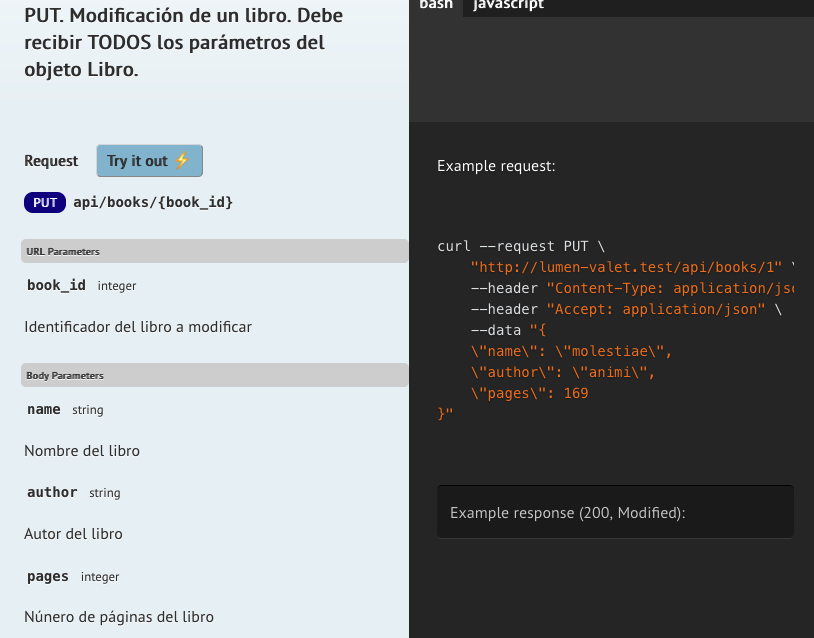 PUT. Modificación de un libro. Debe
recibir TODOS los parámetros del
objeto Libro.
Request
Try it out ⚡
PUT api/books/{book_id}
URL Parameters
book_id integer
Identificador del libro a modificar
Body Parameters
name string
Nombre del libro
author string
Autor del libro
pages integer
Núnero de páginas del libro
bash javascript
Example request:
curl --request PUT \
"http://lumen-valet.test/api/books/1" \
--header "Content-Type: application/jso
--header "Accept: application/json" \
--data "{
\"name\": \"molestiae\",
\"author\": \"animi\",
\"pages\": 169
}"
Example response (200, Modified):